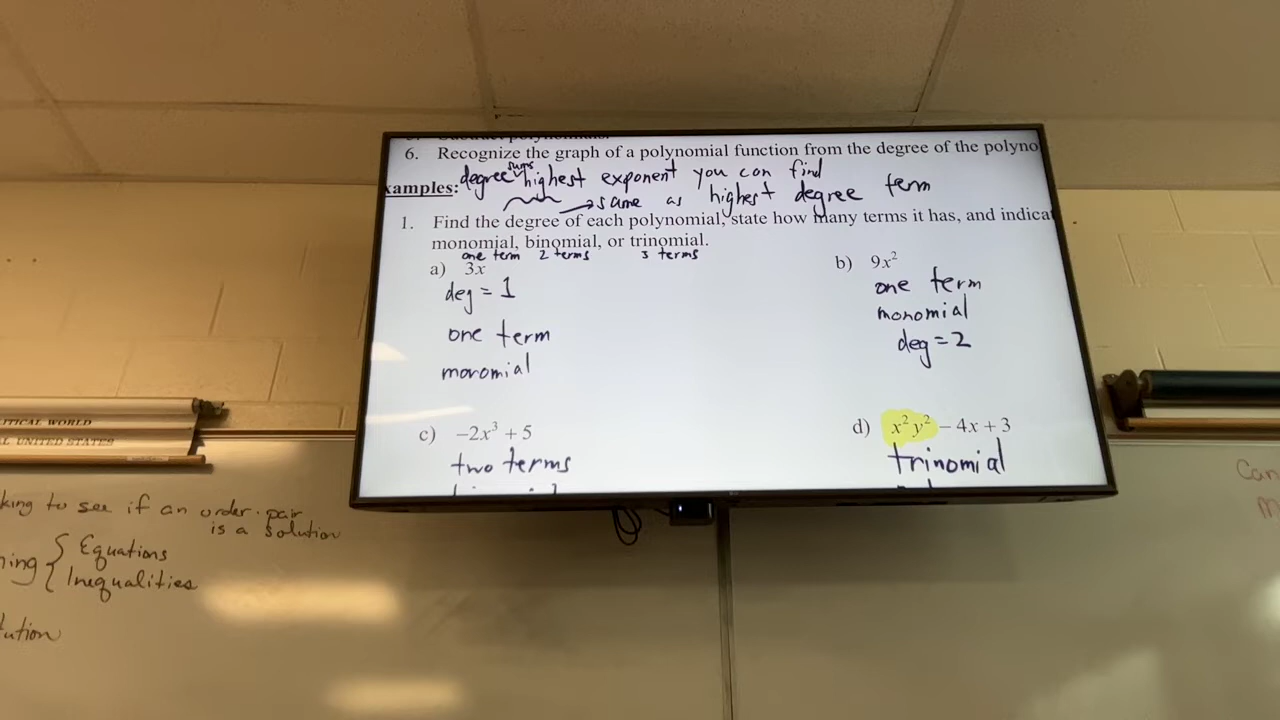 6. Recognize the graph of a polynomial function from the degree of the polyno
sums
degree highest exponent you can find
xamples:
→ same as highest degree term
1. Find the degree of each polynomial, state how many terms it has, and indicat
monomial, binomial, or trinomial.
one term 2 terms 3 terms
a) 3x
deg = 1
one term
monomial
b) 9x²
one term
monomial
deg = 2
c) −2x³ + 5
two terms
d) x²y² − 4x + 3
trinomial
ITICAL WORLD
L UNITED STATES
king to see if an order. pair
is a solution
ning { Equations
Inequalities
ution
Can